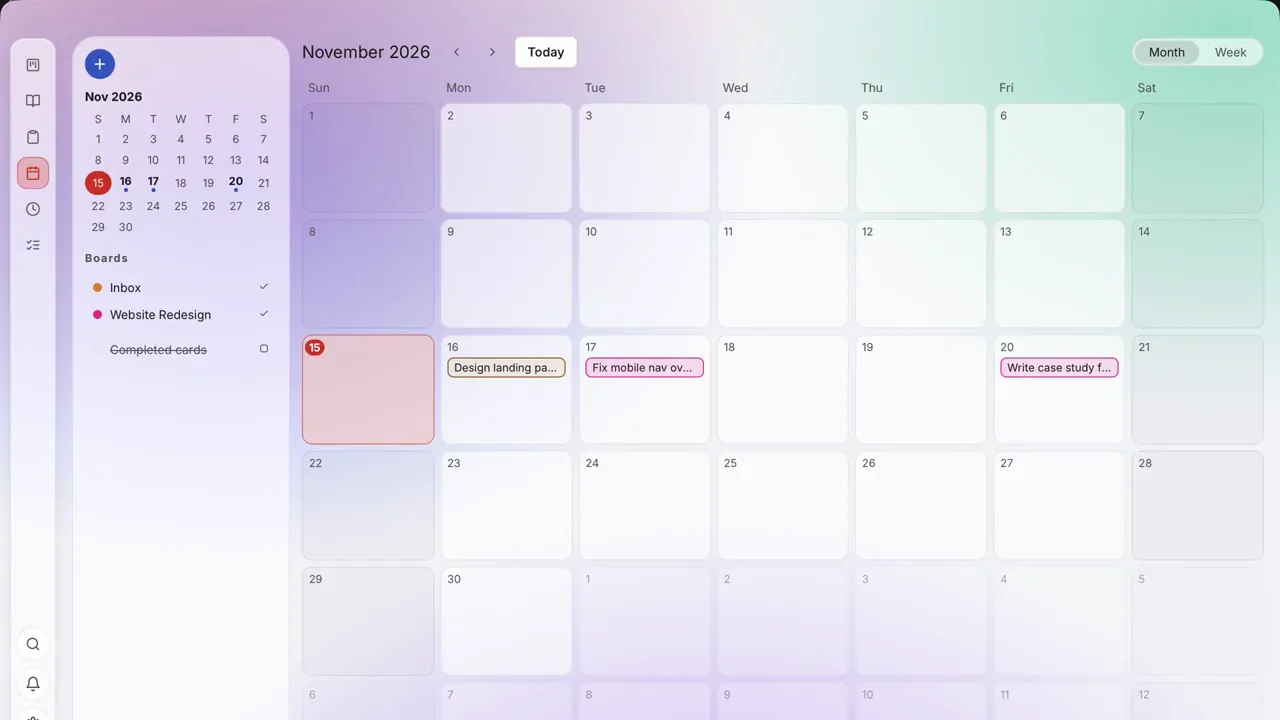 November 2026
Today
Month Week
Nov 2026
S M T W T F S
1 2 3 4 5 6 7
8 9 10 11 12 13 14
15 16 17 18 19 20 21
22 23 24 25 26 27 28
29 30
Boards
Inbox
Website Redesign
Completed cards
Sun Mon Tue Wed Thu Fri Sat
1 2 3 4 5 6 7
8 9 10 11 12 13 14
15 16 17 18 19 20 21
Design landing pa... Fix mobile nav ov... Write case study f...
22 23 24 25 26 27 28
29 30 1 2 3 4 5
6 7 8 9 10 11 12